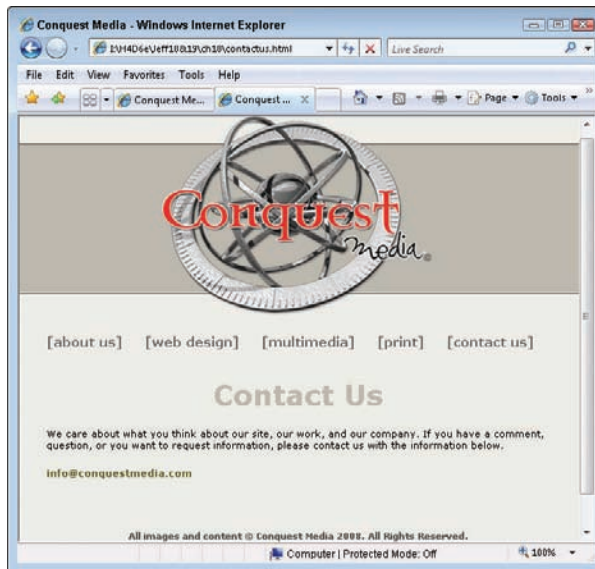 Conquest Media - Windows Internet Explorer
contactus.html
Live Search
File Edit View Favorites Tools Help
Conquest Me... Conquest ... Page Tools
Conquest
media
[about us] [web design] [multimedia] [print] [contact us]
Contact Us
We care about what you think about our site, our work, and our company. If you have a comment,
question, or you want to request information, please contact us with the information below.
info@conquestmedia.com
All images and content © Conquest Media 2008. All Rights Reserved.
Computer | Protected Mode: Off 100%